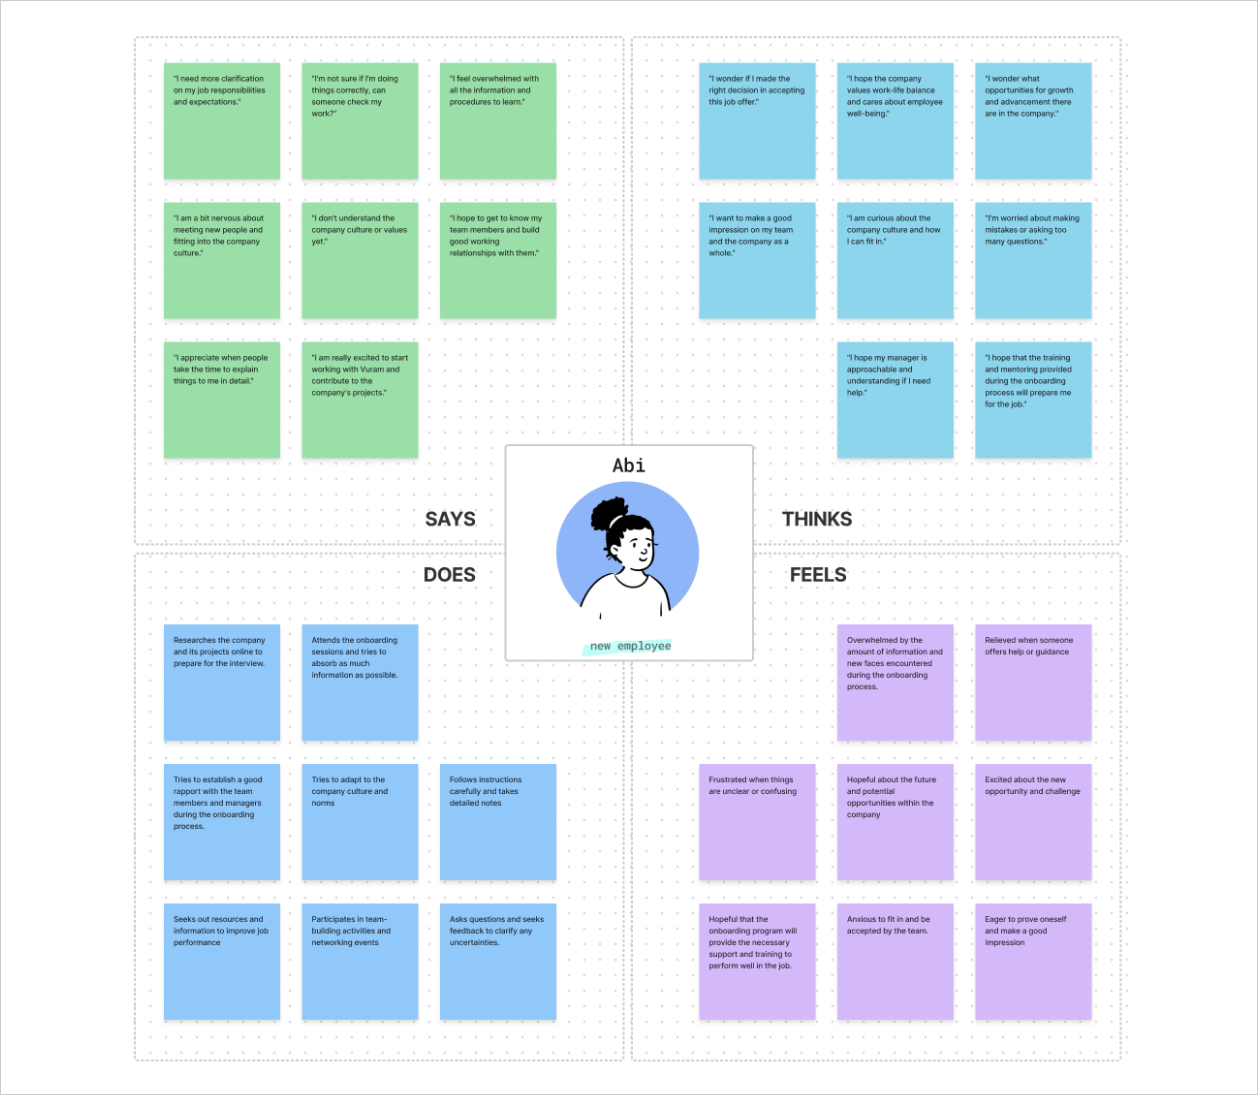 "I need more clarification
on my job responsibilities
and expectations."
"I'm not sure if I'm doing
things correctly, can
someone check my
work?"
"I feel overwhelmed with
all the information and
procedures to learn."
"I am a bit nervous about
meeting new people and
fitting into the company
culture."
"I don't understand the
company culture or values
yet."
"I hope to get to know my
team members and build
good working
relationships with them."
"I appreciate when people
take the time to explain
things to me in detail."
"I am really excited to start
working with Vuram and
contribute to the
company's projects."
SAYS
"I wonder if I made the
right decision in accepting
this job offer."
"I hope the company
values work-life balance
and cares about employee
well-being."
"I wonder what
opportunities for growth
and advancement there
are in the company."
"I want to make a good
impression on my team
and the company as a
whole."
"I am curious about the
company culture and how
I can fit in."
"I'm worried about making
mistakes or asking too
many questions."
"I hope my manager is
approachable and
understanding if I need
help."
"I hope that the training
and mentoring provided
during the onboarding
process will prepare me
for the job."
THINKS
Abi
new employee
DOES
Researches the company
and its projects online to
prepare for the interview.
Attends the onboarding
sessions and tries to
absorb as much
information as possible.
Tries to establish a good
rapport with the team
members and managers
during the onboarding
process.
Tries to adapt to the
company culture and
norms
Follows instructions
carefully and takes
detailed notes
Seeks out resources and
information to improve job
performance
Participates in team-
building activities and
networking events
Asks questions and seeks
feedback to clarify any
uncertainties.
FEELS
Overwhelmed by the
amount of information and
new faces encountered
during the onboarding
process.
Relieved when someone
offers help or guidance
Frustrated when things
are unclear or confusing
Hopeful about the future
and potential
opportunities within the
company
Excited about the new
opportunity and challenge
Hopeful that the
onboarding program will
provide the necessary
support and training to
perform well in the job.
Anxious to fit in and be
accepted by the team.
Eager to prove oneself
and make a good
impression